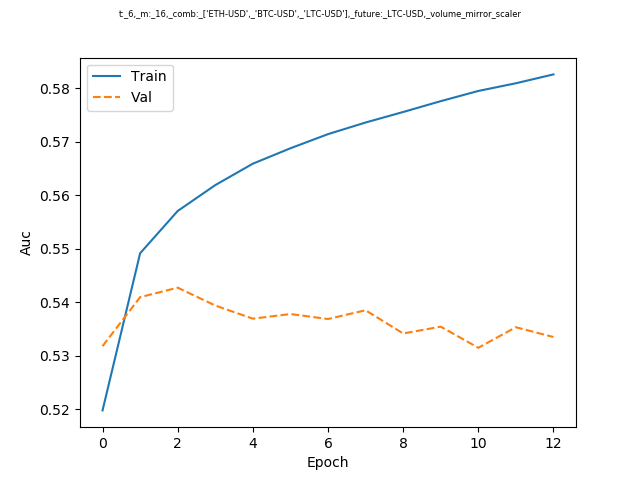 t:_6,_m:_16,_comb:_['ETH-USD',_'BTC-USD',_'LTC-USD'],_future:_LTC-USD,_volume_mirror_scaler
Train
Val
0.58
0.57
0.56
0.55
0.54
0.53
0.52
Auc
0 2 4 6 8 10 12
Epoch